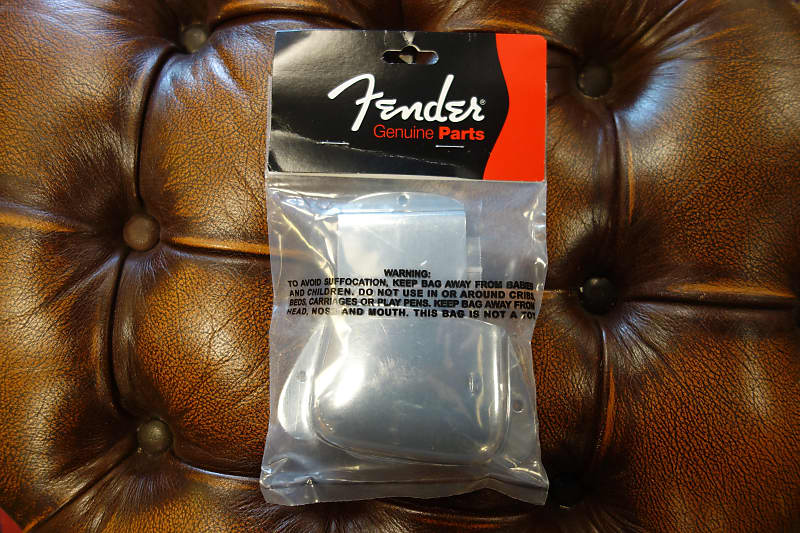 Fender®
Genuine Parts
WARNING:
TO AVOID SUFFOCATION, KEEP BAG AWAY FROM BABIES
AND CHILDREN. DO NOT USE IN OR AROUND CRIBS,
BEDS, CARRIAGES OR PLAY PENS. KEEP BAG AWAY FROM
HEAD, NOSE AND MOUTH. THIS BAG IS NOT A TOY